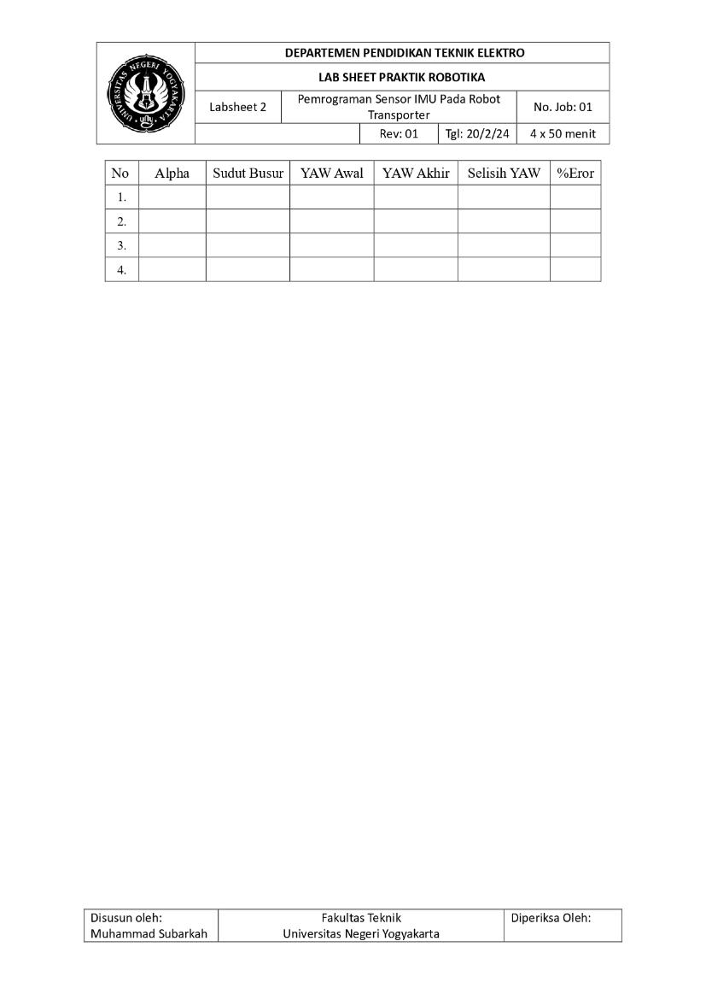 UNIVERSITAS NEGERI YOGYAKARTA
uny
DEPARTEMEN PENDIDIKAN TEKNIK ELEKTRO
LAB SHEET PRAKTIK ROBOTIKA
Labsheet 2
Pemrograman Sensor IMU Pada Robot
Transporter
No. Job: 01
Rev: 01 Tgl: 20/2/24 4 x 50 menit
No Alpha Sudut Busur YAW Awal YAW Akhir Selisih YAW %Eror
1.
2.
3.
4.
Disusun oleh:
Muhammad Subarkah
Fakultas Teknik
Universitas Negeri Yogyakarta
Diperiksa Oleh: